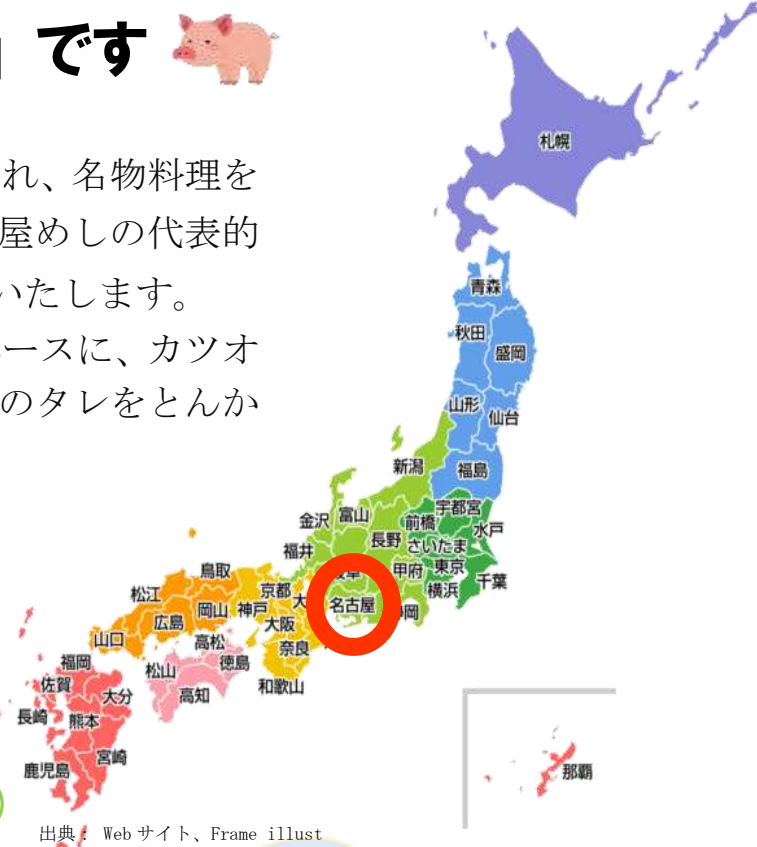 」です
れ、名物料理を
屋めしの代表的
いたします。
ースに、カツオ
のタレをとんか
札幌
青森
秋田
盛岡
山形
仙台
新潟
福島
宇都宮
金沢
富山
前橋
水戸
長野
さいたま
福井
鳥取
甲府
東京
千葉
松江
京都
横浜
岡山
神戸
名古屋
広島
大阪
山口
高松
奈良
福岡
松山
徳島
佐賀
大分
高知
和歌山
長崎
熊本
宮崎
鹿児島
那覇
出典： Webサイト、Frame illust